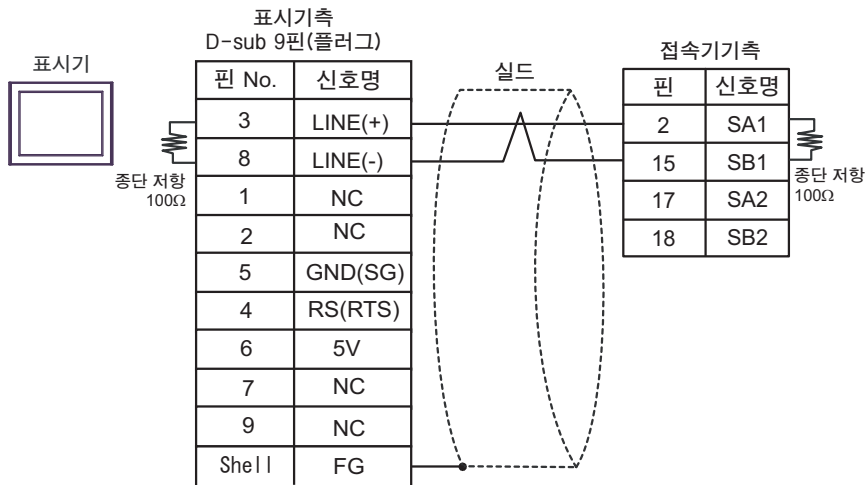 표시기측
D-sub 9핀(플러그)
표시기
실드
접속기기측
핀 No. 신호명
3 LINE(+)
8 LINE(-)
1 NC
2 NC
5 GND(SG)
4 RS(RTS)
6 5V
7 NC
9 NC
Shell FG
종단 저항
100Ω
핀 신호명
2 SA1
15 SB1
17 SA2
18 SB2
종단 저항
100Ω